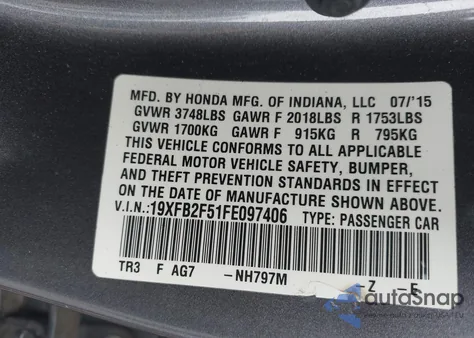 MFD. BY HONDA MFG. OF INDIANA, LLC 07/'15
GVWR 3748LBS GAWR F 2018LBS R 1753LBS
GVWR 1700KG GAWR F 915KG R 795KG
THIS VEHICLE CONFORMS TO ALL APPLICABLE
FEDERAL MOTOR VEHICLE SAFETY, BUMPER,
AND THEFT PREVENTION STANDARDS IN EFFECT
ON THE DATE OF MANUFACTURE SHOWN ABOVE.
V.I.N.:19XFB2F51FE097406 TYPE: PASSENGER CAR
TR3 F AG7 -NH797M -Z -E
autoSnap